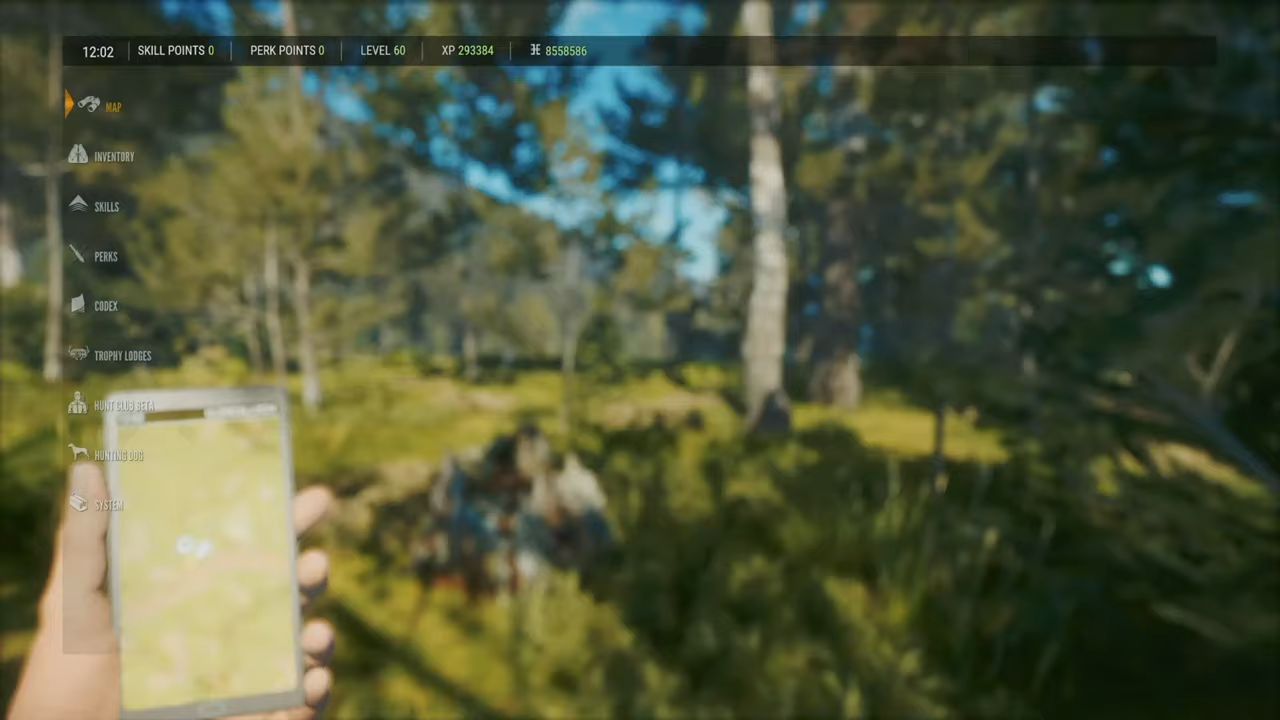 12:02 SKILL POINTS 0 PERK POINTS 0 LEVEL 60 XP 293384 8558586
MAP
INVENTORY
SKILLS
PERKS
CODEX
TROPHY LODGES
HUNT CLUB BETA
HUNTING DOG
SYSTEM